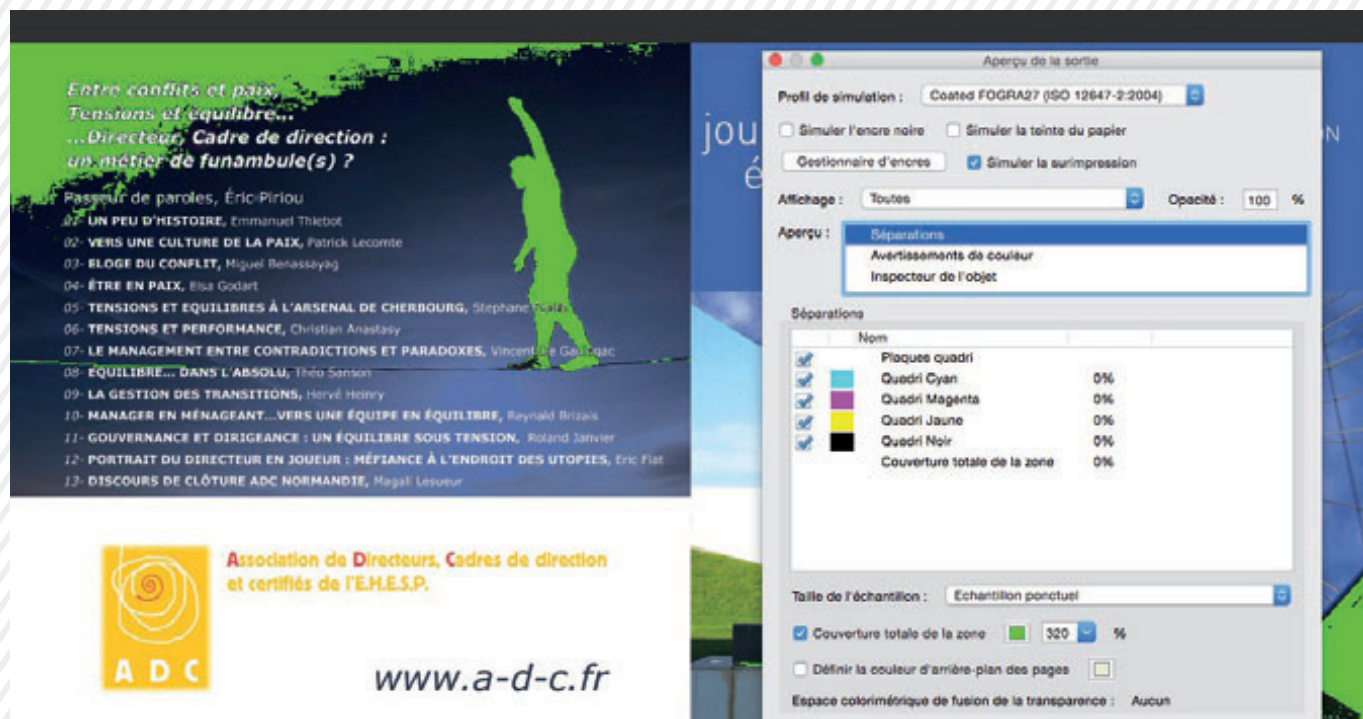 Entre conflits et paix,
Tensions et équilibre...
...Directeur, Cadre de direction :
un métier de funambule(s) ?
Passeur de paroles, Éric Piriou
01- UN PEU D'HISTOIRE, Emmanuel Thiebot
02- VERS UNE CULTURE DE LA PAIX, Patrick Lecomte
03- ELOGE DU CONFLIT, Miguel Benassayag
04- ÊTRE EN PAIX, Elsa Godart
05- TENSIONS ET EQUILIBRES À L'ARSENAL DE CHERBOURG, Stephane
06- TENSIONS ET PERFORMANCE, Christian Anastasy
07- LE MANAGEMENT ENTRE CONTRADICTIONS ET PARADOXES, Vincent
08- ÉQUILIBRE... DANS L'ABSOLU, Théo Sanson
09- LA GESTION DES TRANSITIONS, Hervé Heinry
10- MANAGER EN MÉNAGEANT...VERS UNE ÉQUIPE EN ÉQUILIBRE, Reynald Brizais
11- GOUVERNANCE ET DIRIGEANCE : UN ÉQUILIBRE SOUS TENSION, Roland Janvier
12- PORTRAIT DU DIRECTEUR EN JOUEUR : MÉFIANCE À L'ENDROIT DES UTOPIES, Eric Fiat
13- DISCOURS DE CLÔTURE ADC NORMANDIE, Magali Lesueur
Association de Directeurs, Cadres de direction
et certifiés de l'E.H.E.S.P.
ADC
www.a-d-c.fr
jou
é
N
Aperçu de la sortie
Profil de simulation : Coated FOGRA27 (ISO 12647-2:2004)
Simuler l'encre noire Simuler la teinte du papier
Gestionnaire d'encres Simuler la surimpression
Affichage : Toutes Opacité : 100 %
Aperçu : Séparations
Avertissements de couleur
Inspecteur de l'objet
Séparations
Nom
Plaques quadri
Quadri Cyan 0%
Quadri Magenta 0%
Quadri Jaune 0%
Quadri Noir 0%
Couverture totale de la zone 0%
Taille de l'échantillon : Echantillon ponctuel
Couverture totale de la zone 320 %
Définir la couleur d'arrière-plan des pages
Espace colorimétrique de fusion de la transparence : Aucun